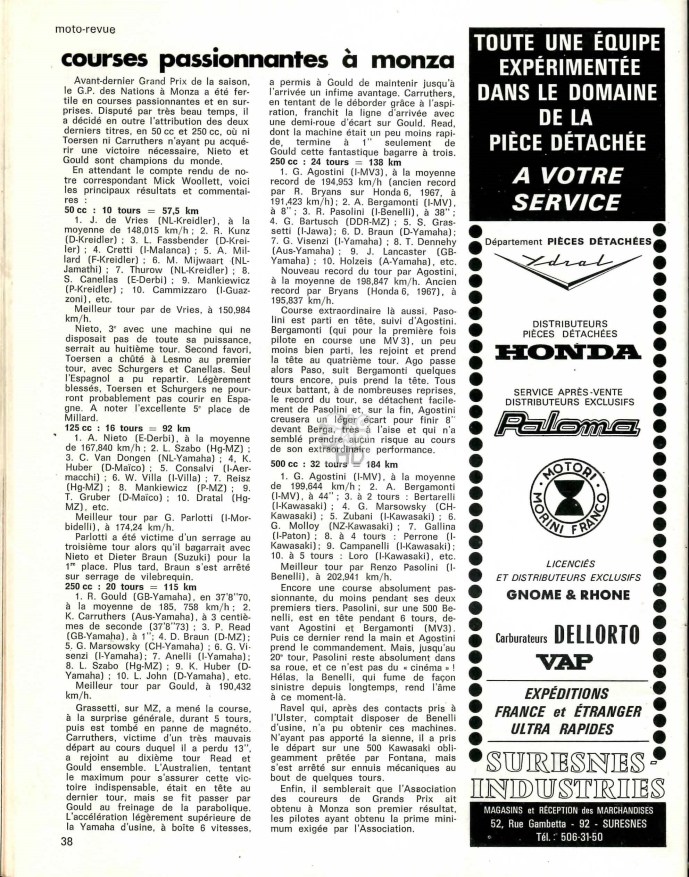 moto-revue
courses passionnantes à monza
Avant-dernier Grand Prix de la saison,
le G.P. des Nations à Monza a été fer-
tile en courses passionnantes et en sur-
prises. Disputé par très beau temps, il
a décidé en outre l'attribution des deux
derniers titres, en 50 cc et 250 cc, où ni
Toersen ni Carruthers n'ayant pu acqué-
rir une victoire nécessaire, Nieto et
Gould sont champions du monde.
En attendant le compte rendu de no-
tre correspondant Mick Woollett, voici
les principaux résultats et commentai-
res :
50 cc : 10 tours = 57,5 km
1. J. de Vries (NL-Kreidler), à la
moyenne de 148,015 km/h ; 2. R. Kunz
(D-Kreidler) ; 3. L. Fassbender (D-Krei-
ler) ; 4. Cretti (I-Malanca) ; 5. A. Mil-
lard (F-Kreidler) ; 6. M. Mijwaart (NL-
Jamathi) ; 7. Thurow (NL-Kreidler) ; 8.
S. Canellas (E-Derbi) ; 9. Mankiewicz
(P-Kreidler) ; 10. Cammizzaro (I-Guaz-
zoni), etc.
Meilleur tour par de Vries, à 150,984
km/h.
Nieto, 3e avec une machine qui ne
disposait pas de toute sa puissance,
serrait au huitième tour. Second favori,
Toersen a chûté à Lesmo au premier
tour, avec Schurgers et Canellas. Seul
l'Espagnol a pu repartir. Légèrement
blessés, Toersen et Schurgers ne pour-
ront probablement pas courir en Espa-
gne. A noter l'excellente 5e place de
Millard.
125 cc : 16 tours = 92 km
1. A. Nieto (E-Derbi), à la moyenne
de 167,840 km/h ; 2. L. Szabo (Hg-MZ) ;
3. C. Van Dongen (NL-Yamaha) ; 4, K.
Huber (D-Maïco) ; 5. Consalvi (I-Aer-
macchi) ; 6. W. Villa (I-Villa) ; 7. Reisz
(Hg-MZ) ; 8. Mankiewicz (P-MZ) ; 9.
T. Gruber (D-Maïco) ; 10. Dratal (Hg-
MZ), etc.
Meilleur tour par G. Parlotti (I-Mor-
bidelli), à 174,24 km/h.
Parlotti a été victime d'un serrage au
troisième tour alors qu'il bagarrait avec
Nieto et Dieter Braun (Suzuki) pour la
1re place. Plus tard, Braun s'est arrêté
sur serrage de vilebrequin.
250 cc : 20 tours = 115 km
1. R. Gould (GB-Yamaha), en 37'8"70,
à la moyenne de 185, 758 km/h ; 2.
K. Carruthers (Aus-Yamaha), à 3 centiè-
mes de seconde (37'8"73) ; 3. P. Read
(GB-Yamaha), à 1" ; 4. D. Braun (D-MZ) ;
5. G. Marsowsky (CH-Yamaha) ; 6. G. Vi-
senzi (I-Yamaha) ; 7. Anelli (I-Yamaha) ;
8. L. Szabo (Hg-MZ) ; 9. K. Huber (D-
Yamaha) ; 10. L. John (D-Yamaha), etc.
Meilleur tour par Gould, à 190,432
km/h.
Grassetti, sur MZ, a mené la course,
à la surprise générale, durant 5 tours,
puis est tombé en panne de magnéto.
Carruthers, victime d'un très mauvais
départ au cours duquel il a perdu 13",
a rejoint au dixième tour Read et
Gould ensemble. L'Australien, tentant
le maximum pour s'assurer cette vic-
toire indispensable, était en tête au
dernier tour, mais se fit passer par
Gould au freinage de la parabolique.
L'accélération légèrement supérieure de
la Yamaha d'usine, à boîte 6 vitesses,
38
a permis à Gould de maintenir jusqu'à
l'arrivée un infime avantage. Carruthers,
en tentant de le déborder grâce à l'aspi-
ration, franchit la ligne d'arrivée avec
une demi-roue d'écart sur Gould. Read,
dont la machine était un peu moins rapi-
de, termine à 1" seulement de
Gould cette fantastique bagarre à trois.
250 cc : 24 tours = 138 km
1. G. Agostini (I-MV3), à la moyenne
record de 194,953 km/h (ancien record
par R. Bryans sur Honda 6, 1967, à
191,423 km/h) ; 2. A. Bergamonti (I-MV),
à 8" ; 3. R. Pasolini (I-Benelli), à 38" ;
4. G. Bartusch (DDR-MZ) ; 5. S. Gras-
setti (I-Jawa) ; 6. D. Braun (D-Yamaha) ;
7. G. Visenzi (I-Yamaha) ; 8. T. Dennehy
(Aus-Yamaha) ; 9. J. Lancaster (GB-
Yamaha) ; 10. Holzeis (A-Yamaha), etc.
Nouveau record du tour par Agostini,
à la moyenne de 198,847 km/h. Ancien
record par Bryans (Honda 6, 1967), à
195,837 km/h.
Course extraordinaire là aussi. Paso-
lini est parti en tête, suivi d'Agostini.
Bergamonti (qui pour la première fois
pilote en course une MV 3), un peu
moins bien parti, les rejoint et prend
la tête au quatrième tour. Ago passe
alors Paso, suit Bergamonti quelques
tours encore, puis prend la tête. Tous
deux battant, à de nombreuses reprises,
le record du tour, se détachent facile-
ment de Pasolini et, sur la fin, Agostini
creusera un léger écart pour finir 8"
devant Berga, très à l'aise et qui n'a
semblé prendre aucun risque au cours
de son extraordinaire performance.
500 cc : 32 tours = 184 km
1. G. Agostini (I-MV), à la moyenne
de 199,644 km/h ; 2. A. Bergamonti
(I-MV), à 44" ; 3. à 2 tours : Bertarelli
(I-Kawasaki) ; 4. G. Marsowsky (CH-
Kawasaki) ; 5. Zubani (I-Kawasaki) ; 6.
G. Molloy (NZ-Kawasaki) ; 7. Gallina
(I-Paton) ; 8. à 4 tours : Perrone (I-
Kawasaki) ; 9. Campanelli (I-Kawasaki) ;
10. à 5 tours : Loro (I-Kawasaki), etc.
Meilleur tour par Renzo Pasolini (I-
Benelli), à 202,941 km/h.
Encore une course absolument pas-
sionnante, du moins pendant ses deux
premiers tiers. Pasolini, sur une 500 Be-
nelli, est en tête pendant 6 tours, de-
vant Agostini et Bergamonti (MV3).
Puis ce dernier rend la main et Agostini
prend le commandement. Mais, jusqu'au
20e tour, Pasolini reste absolument dans
sa roue, et ce n'est pas du « cinéma » !
Hélas, la Benelli, qui fume de façon
sinistre depuis longtemps, rend l'âme
à ce moment-là.
Ravel qui, après des contacts pris à
l'Ulster, comptait disposer de Benelli
d'usine, n'a pu obtenir ces machines.
N'ayant pas apporté la sienne, il a pris
le départ sur une 500 Kawasaki obli-
geamment prêtée par Fontana, mais
s'est arrêté sur ennuis mécaniques au
bout de quelques tours.
Enfin, il semblerait que l'Association
des coureurs de Grands Prix ait
obtenu à Monza son premier résultat,
les pilotes ayant obtenu la prime mini-
mum exigée par l'Association.
TOUTE UNE ÉQUIPE
EXPÉRIMENTÉE
DANS LE DOMAINE
DE LA
PIÈCE DÉTACHÉE
A VOTRE
SERVICE
Département PIÈCES DÉTACHÉES
Ydral
DISTRIBUTEURS
PIÈCES DÉTACHÉES
HONDA
SERVICE APRÈS-VENTE
DISTRIBUTEURS EXCLUSIFS
Paloma
MOTORI
MORINI FRANCO
LICENCIÉS
ET DISTRIBUTEURS EXCLUSIFS
GNOME & RHONE
Carburateurs DELLORTO
VAP
EXPÉDITIONS
FRANCE et ÉTRANGER
ULTRA RAPIDES
SURESNES-
INDUSTRIES
MAGASINS et RÉCEPTION des MARCHANDISES
52, Rue Gambetta - 92 - SURESNES
Tél. : 506-31-50